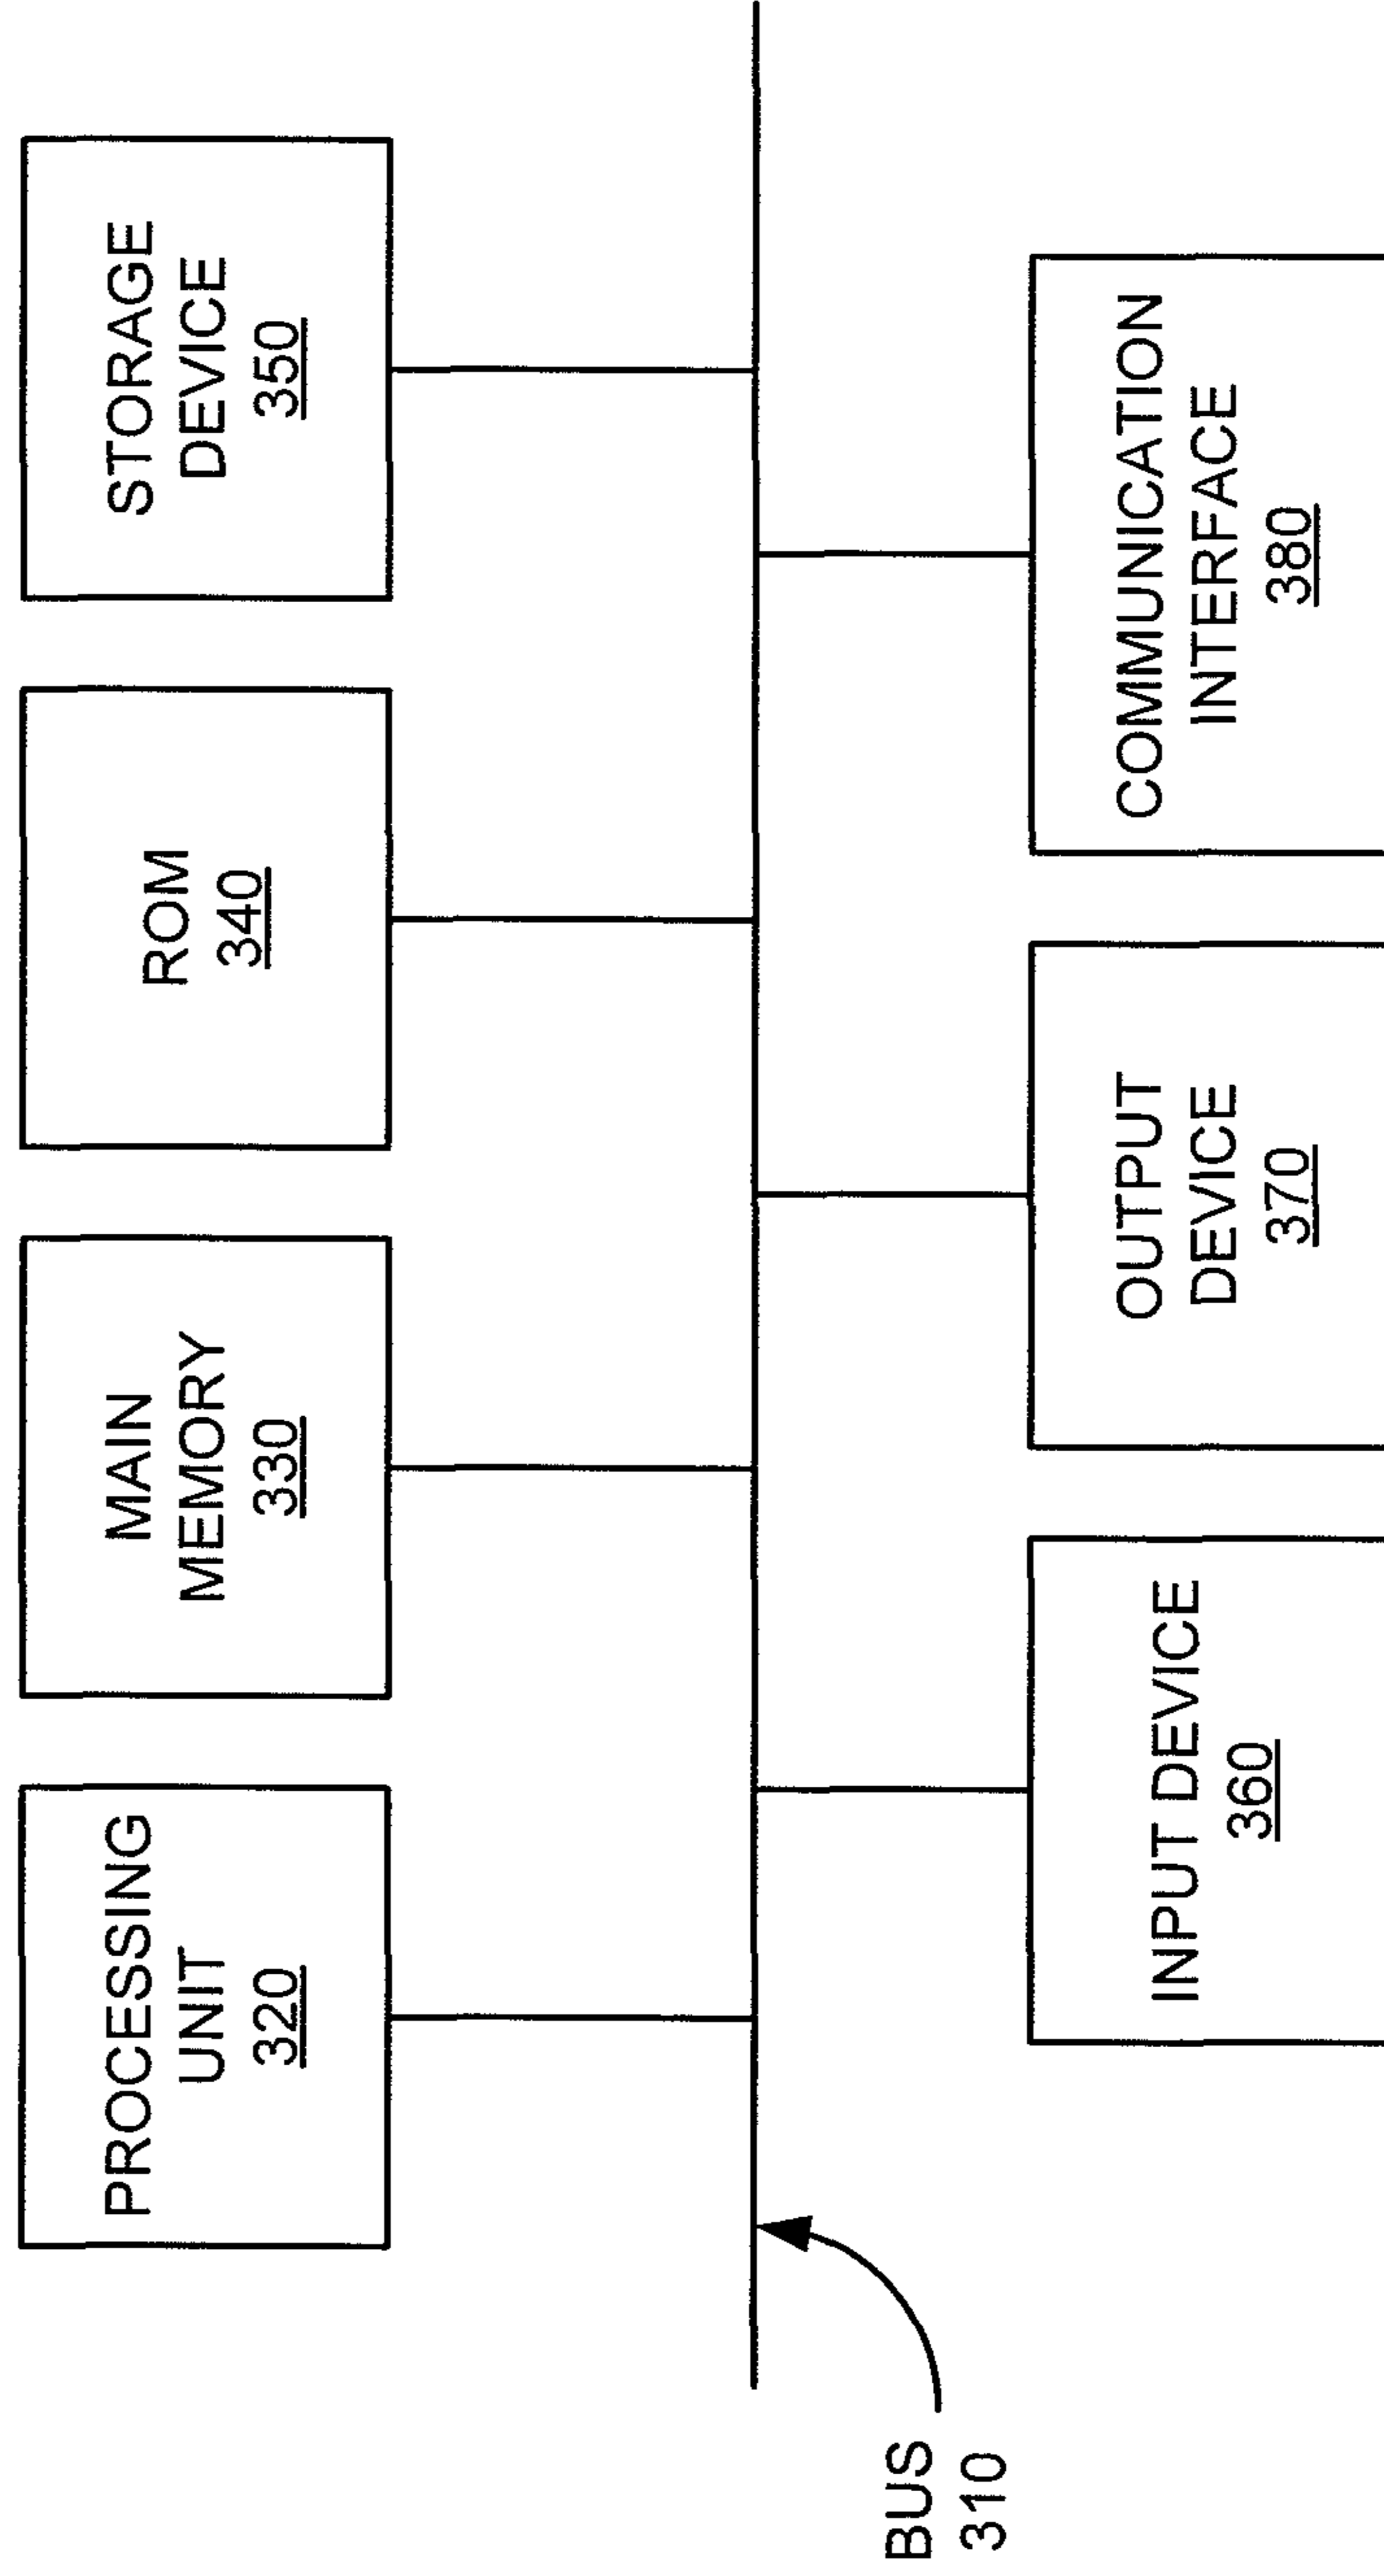 PROCESSING
UNIT
320
MAIN
MEMORY
330
ROM
340
STORAGE
DEVICE
350
BUS
310
INPUT DEVICE
360
OUTPUT
DEVICE
370
COMMUNICATION
INTERFACE
380